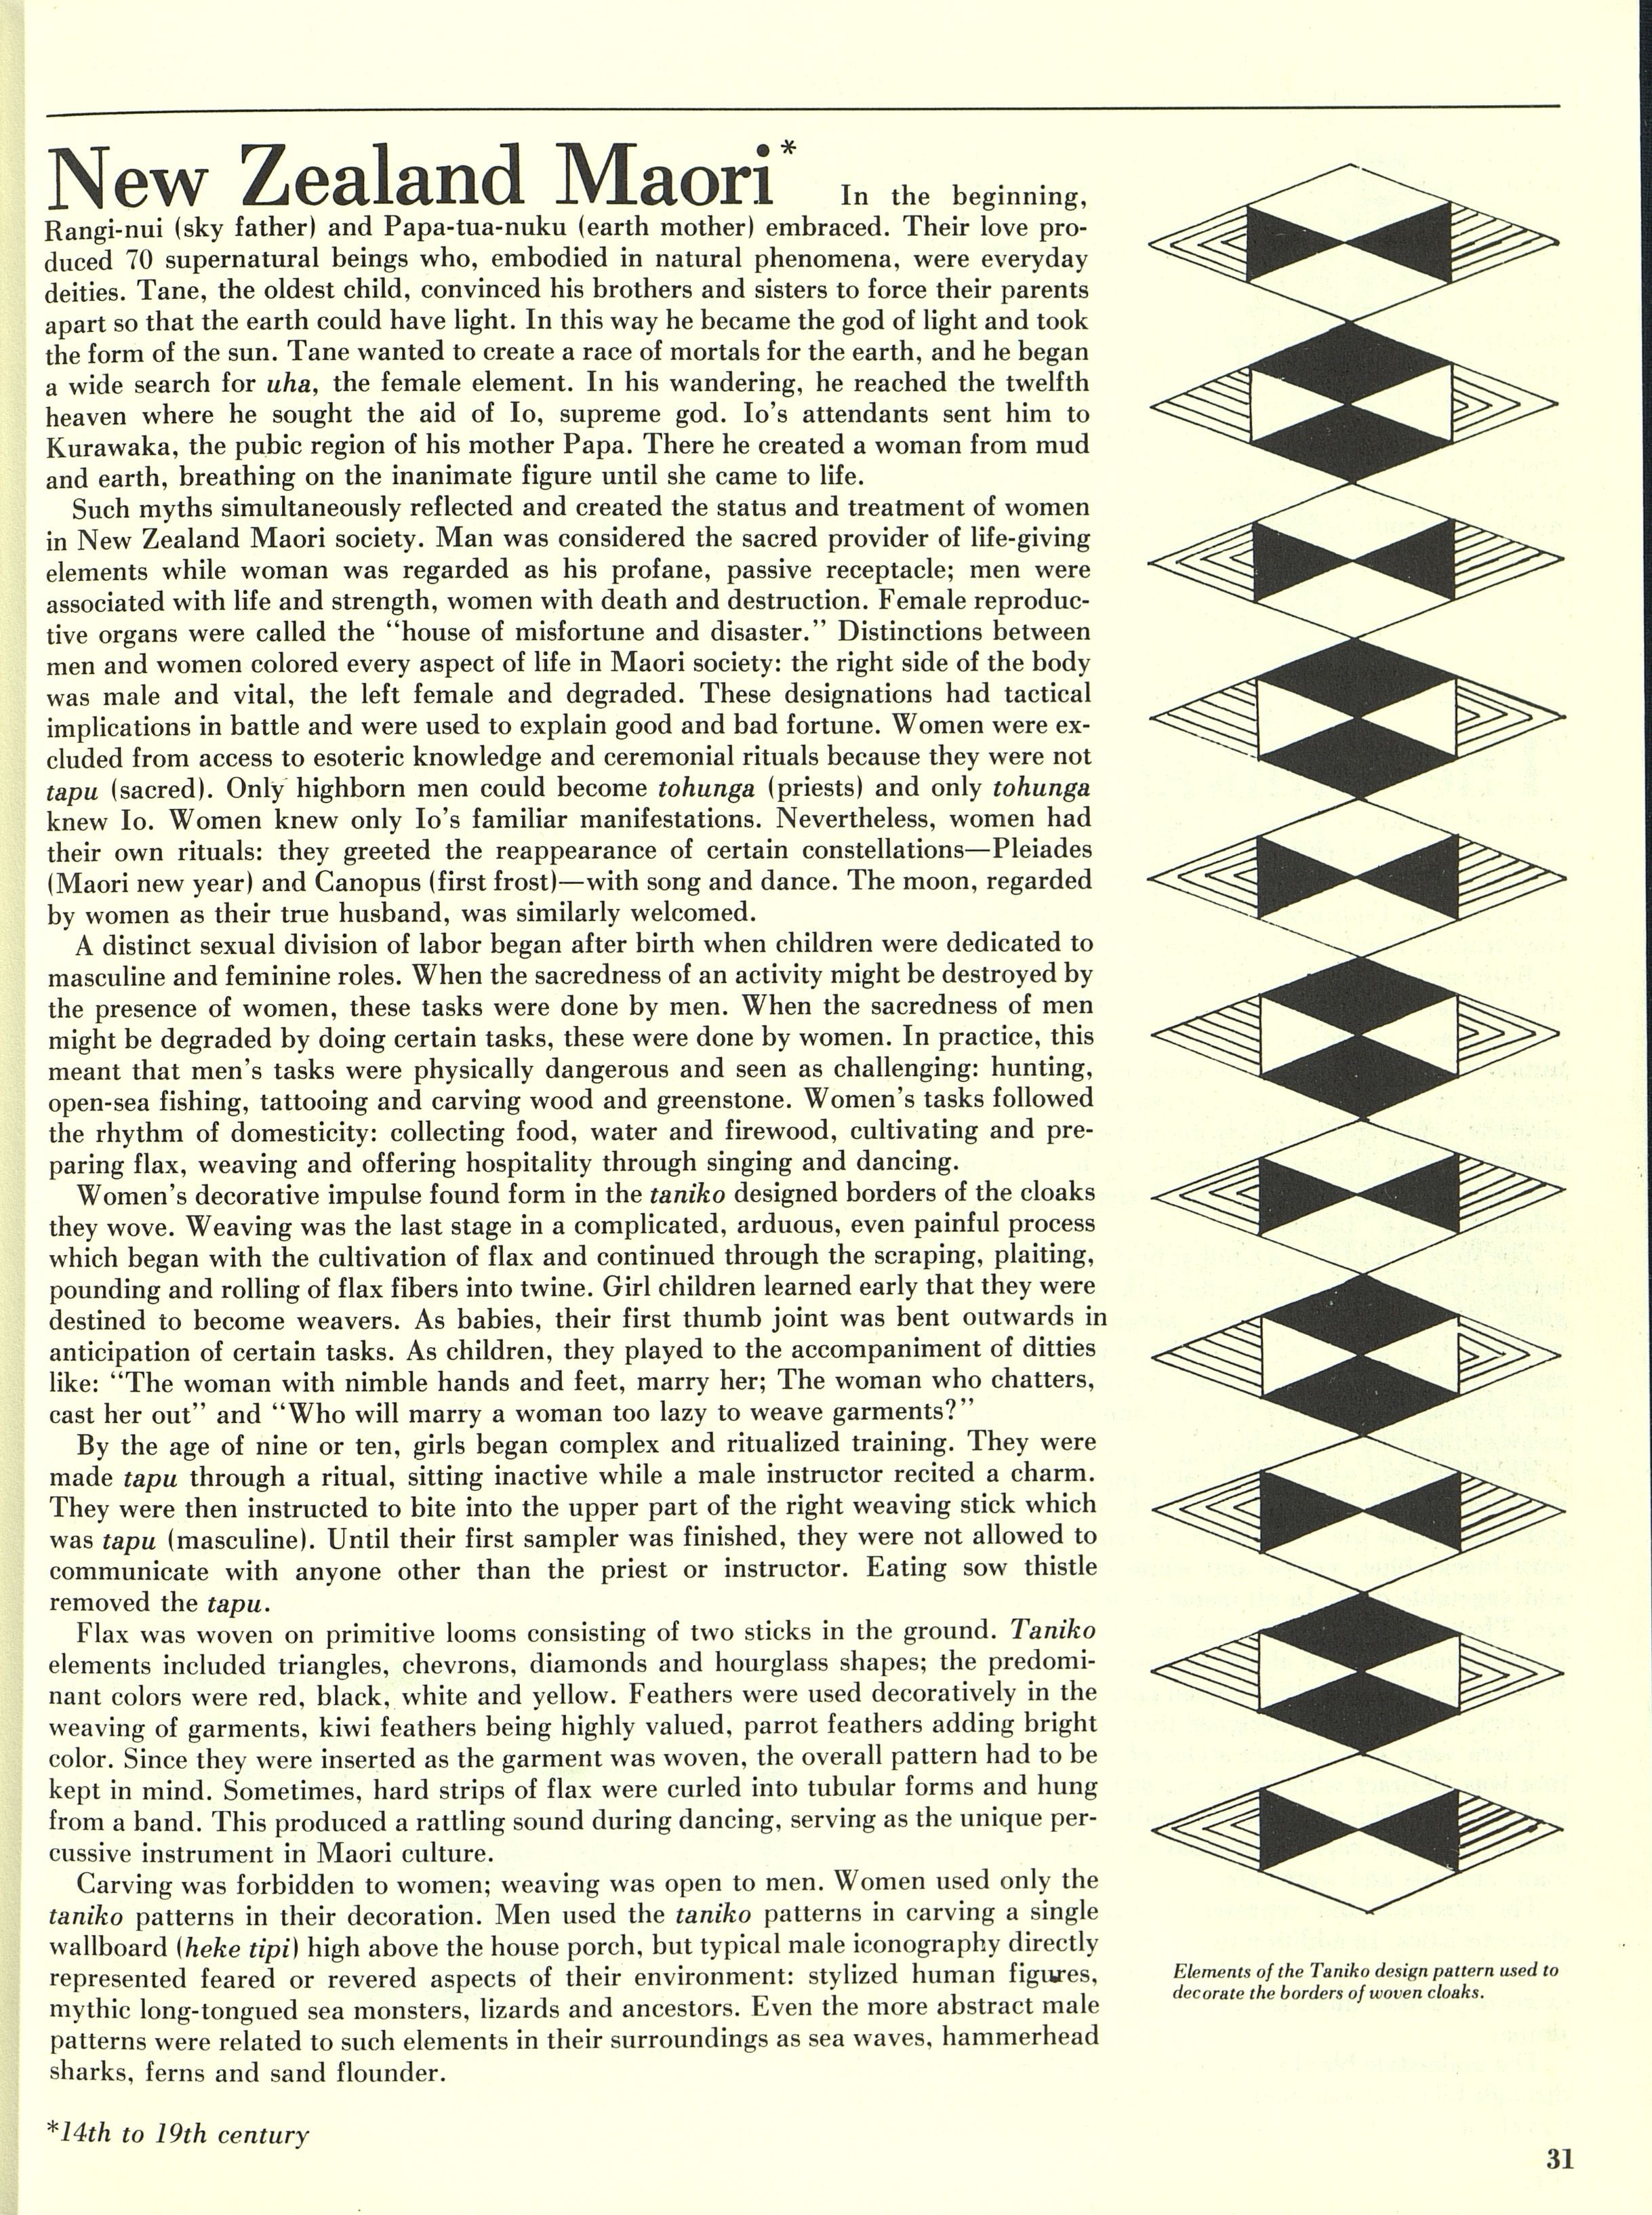 New Zealand Maori* In the beginning,
Rangi-nui (sky father) and Papa-tua-nuku (earth mother) embraced. Their love pro-
duced 70 supernatural beings who, embodied in natural phenomena, were everyday
deities. Tane, the oldest child, convinced his brothers and sisters to force their parents
apart so that the earth could have light. In this way he became the god of light and took
the form of the sun. Tane wanted to create a race of mortals for the earth, and he began
a wide search for uha, the female element. In his wandering, he reached the twelfth
heaven where he sought the aid of Io, supreme god. Io's attendants sent him to
Kurawaka, the pubic region of his mother Papa. There he created a woman from mud
and earth, breathing on the inanimate figure until she came to life.
Such myths simultaneously reflected and created the status and treatment of women
in New Zealand Maori society. Man was considered the sacred provider of life-giving
elements while woman was regarded as his profane, passive receptacle; men were
associated with life and strength, women with death and destruction. Female reproduc-
tive organs were called the “house of misfortune and disaster.” Distinctions between
men and women colored every aspect of life in Maori society: the right side of the body
was male and vital, the left female and degraded. These designations had tactical
implications in battle and were used to explain good and bad fortune. Women were ex-
cluded from access to esoteric knowledge and ceremonial rituals because they were not
tapu (sacred). Only highborn men could become tohunga (priests) and only tohunga
knew Io. Women knew only Io's familiar manifestations. Nevertheless, women had
their own rituals: they greeted the reappearance of certain constellations—Pleiades
(Maori new year) and Canopus (first frost)—with song and dance. The moon, regarded
by women as their true husband, was similarly welcomed.
A distinct sexual division of labor began after birth when children were dedicated to
masculine and feminine roles. When the sacredness of an activity might be destroyed by
the presence of women, these tasks were done by men. When the sacredness of men
might be degraded by doing certain tasks, these were done by women. In practice, this
meant that men's tasks were physically dangerous and seen as challenging: hunting,
open-sea fishing, tattooing and carving wood and greenstone. Women's tasks followed
the rhythm of domesticity: collecting food, water and firewood, cultivating and pre-
paring flax, weaving and offering hospitality through singing and dancing.
Women's decorative impulse found form in the taniko designed borders of the cloaks
they wove. Weaving was the last stage in a complicated, arduous, even painful process
which began with the cultivation of flax and continued through the scraping, plaiting,
pounding and rolling of flax fibers into twine. Girl children learned early that they were
destined to become weavers. As babies, their first thumb joint was bent outwards in
anticipation of certain tasks. As children, they played to the accompaniment of ditties
like: “The woman with nimble hands and feet, marry her; The woman who chatters,
cast her out” and “Who will marry a woman too lazy to weave garments?”
By the age of nine or ten, girls began complex and ritualized training. They were
made tapu through a ritual, sitting inactive while a male instructor recited a charm.
They were then instructed to bite into the upper part of the right weaving stick which
was tapu (masculine). Until their first sampler was finished, they were not allowed to
communicate with anyone other than the priest or instructor. Eating sow thistle
removed the tapu.
Flax was woven on primitive looms consisting of two sticks in the ground. Taniko
elements included triangles, chevrons, diamonds and hourglass shapes; the predomi-
nant colors were red, black, white and yellow. Feathers were used decoratively in the
weaving of garments, kiwi feathers being highly valued, parrot feathers adding bright
color. Since they were inserted as the garment was woven, the overall pattern had to be
kept in mind. Sometimes, hard strips of flax were curled into tubular forms and hung
from a band. This produced a rattling sound during dancing, serving as the unique per-
cussive instrument in Maori culture.
Carving was forbidden to women; weaving was open to men. Women used only the
taniko patterns in their decoration. Men used the taniko patterns in carving a single
wallboard (heke tipi) high above the house porch, but typical male iconography directly
represented feared or revered aspects of their environment: stylized human figures,
mythic long-tongued sea monsters, lizards and ancestors. Even the more abstract male
patterns were related to such elements in their surroundings as sea waves, hammerhead
sharks, ferns and sand flounder.
*14th to 19th century
Elements of the Taniko design pattern used to
decorate the borders of woven cloaks.
31